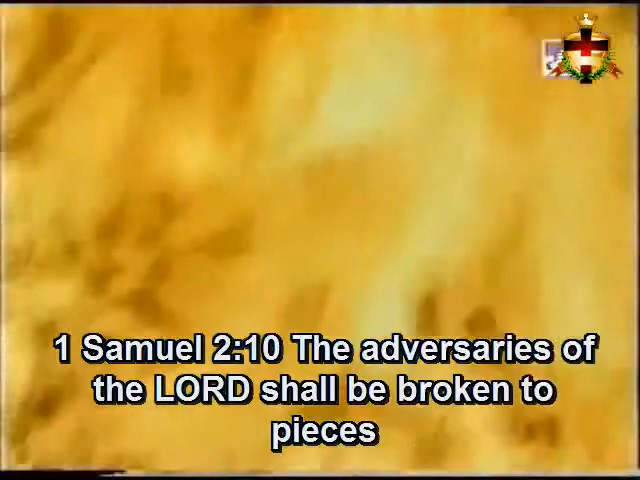 1 Samuel 2:10 The adversaries of
the LORD shall be broken to
pieces